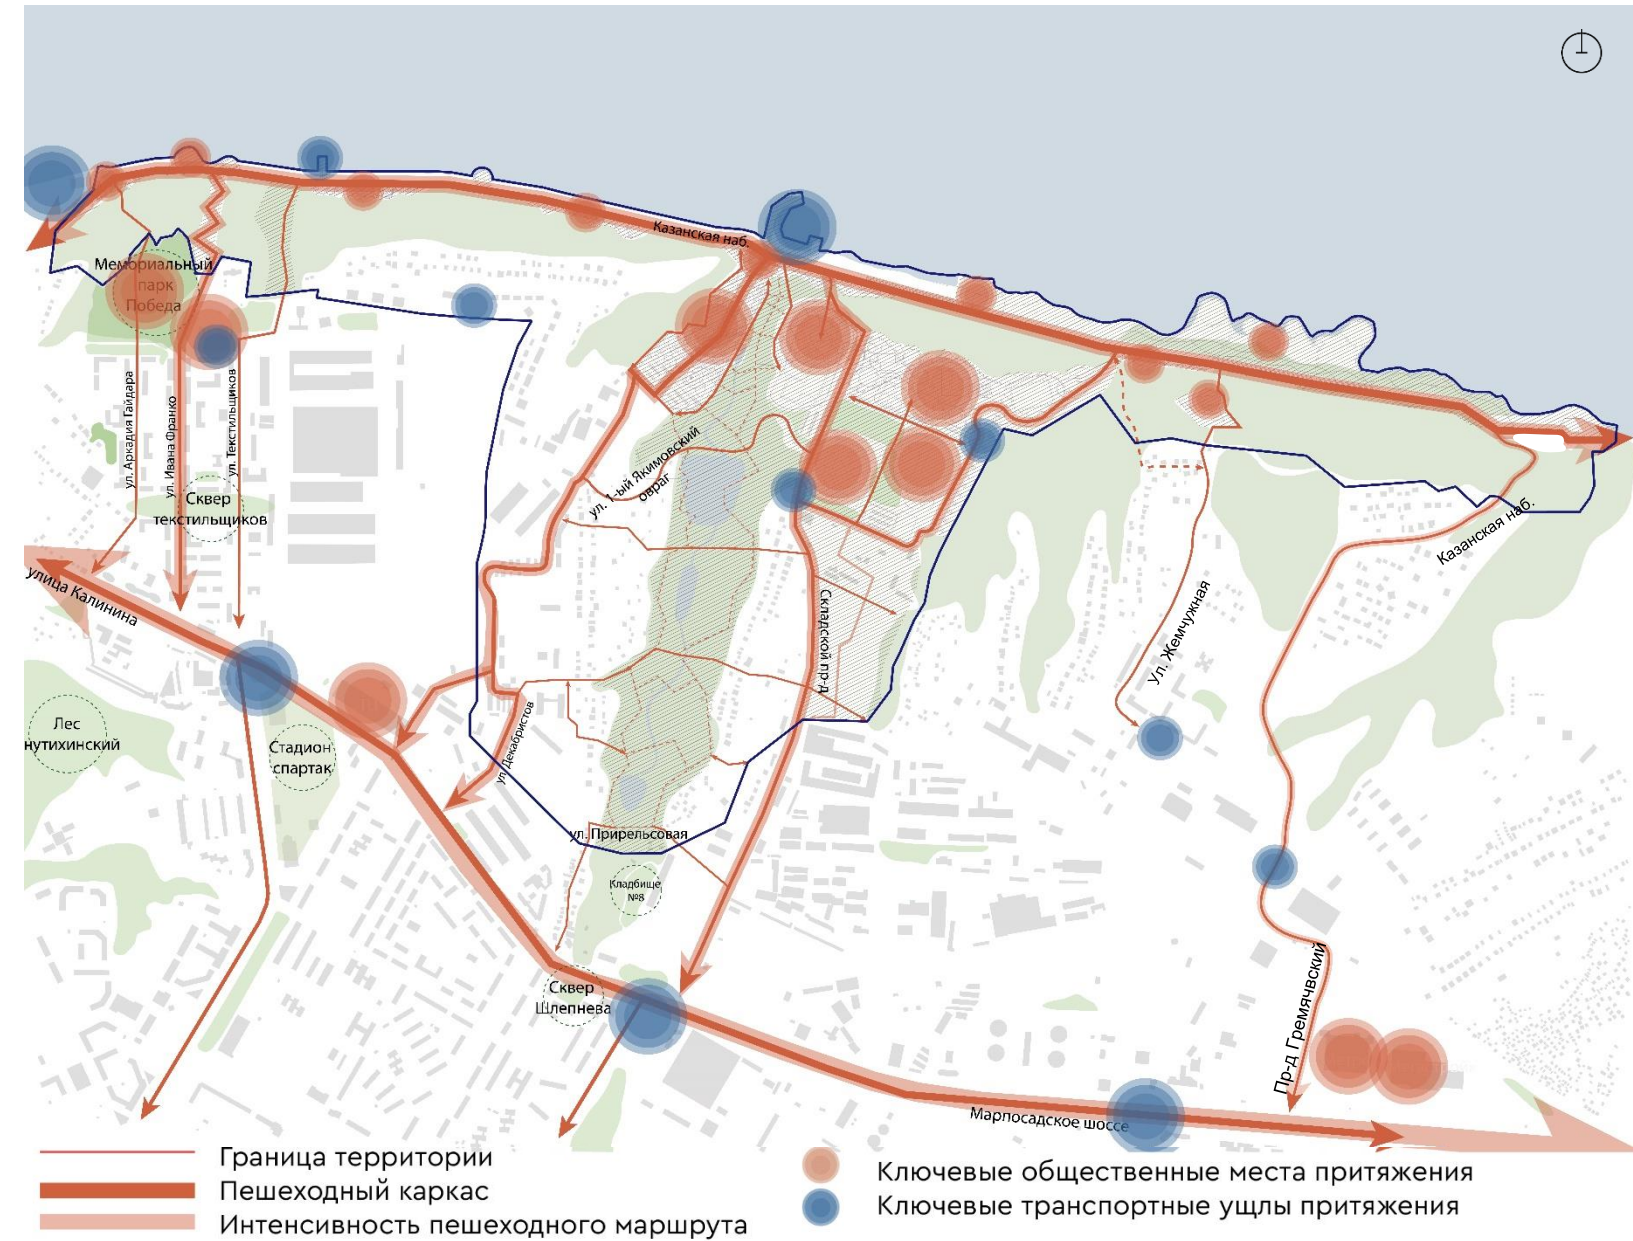 Казанская наб.
Мемориальный
парк
Победа
ул. Аркадия Гайдара
ул. Ивана Франко
ул. Текстильщиков
ул. 1-ый Якимовский
овраг
Сквер
текстильщиков
Казанская наб.
улица Калинина
Складской пр-д
Ул. Жемчужная
Лес
нутихинский
Стадион
спартак
ул. Декабристов
ул. Прирельсовая
Кладбище
№8
Сквер
Шлепнева
Пр-д Гремячвский
Марпосадское шоссе
Граница территории
Пешеходный каркас
Интенсивность пешеходного маршрута
Ключевые общественные места притяжения
Ключевые транспортные ущлы притяжения